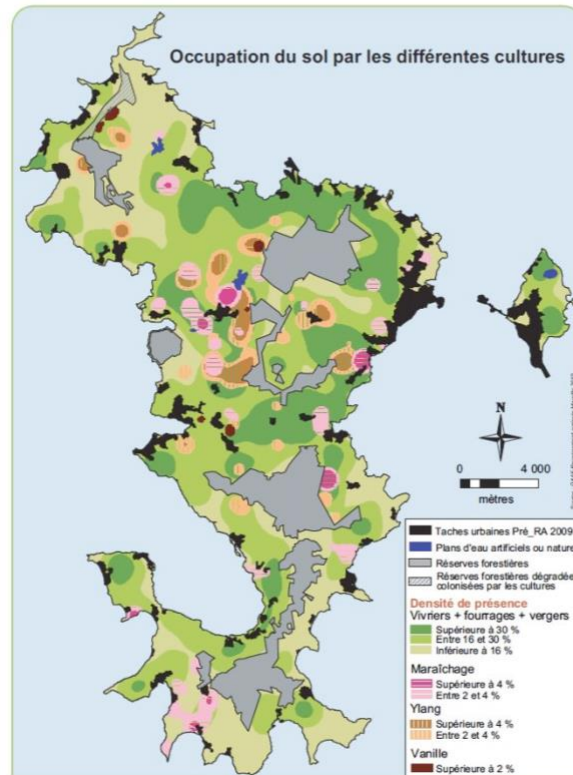 Occupation du sol par les différentes cultures
N
0 4 000
mètres
Taches urbaines Pré_RA 2009
Plans d'eau artificiels ou nature
Réserves forestières
Réserves forestières dégradée
colonisées par les cultures
Densité de présence
Vivriers + fourrages + vergers
Supérieure à 30 %
Entre 16 et 30 %
Inférieure à 16 %
Maraîchage
Supérieure à 4 %
Entre 2 et 4 %
Ylang
Supérieure à 4 %
Entre 2 et 4 %
Vanille
Supérieure à 2 %